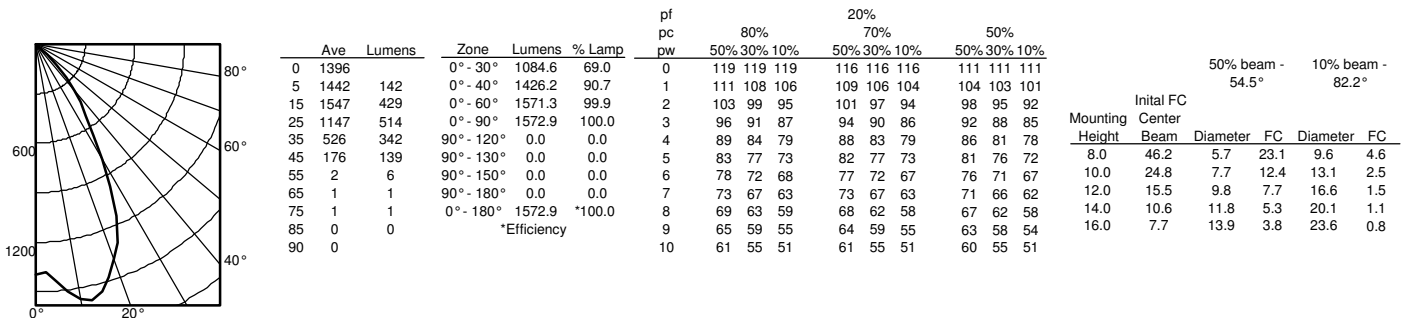 80°
60°
40°
20°
0°
600
1200
Ave Lumens
0 1396
5 1442 142
15 1547 429
25 1147 514
35 526 342
45 176 139
55 2 6
65 1 1
75 1 1
85 0 0
90 0
Zone Lumens % Lamp
0°- 30° 1084.6 69.0
0°- 40° 1426.2 90.7
0°- 60° 1571.3 99.9
0°- 90° 1572.9 100.0
90°- 120° 0.0 0.0
90°- 130° 0.0 0.0
90°- 150° 0.0 0.0
90°- 180° 0.0 0.0
0°- 180° 1572.9 *100.0
*Efficiency
pf 20%
pc 80% 70% 50%
pw 50% 30% 10% 50% 30% 10% 50% 30% 10%
0 119 119 119 116 116 116 111 111 111
1 111 108 106 109 106 104 104 103 101
2 103 99 95 101 97 94 98 95 92
3 96 91 87 94 90 86 92 88 85
4 89 84 79 88 83 79 86 81 78
5 83 77 73 82 77 73 81 76 72
6 78 72 68 77 72 67 76 71 67
7 73 67 63 73 67 63 71 66 62
8 69 63 59 68 62 58 67 62 58
9 65 59 55 64 59 55 63 58 54
10 61 55 51 61 55 51 60 55 51
50% beam - 10% beam -
54.5° 82.2°
Inital FC
Mounting Center
Height Beam Diameter FC Diameter FC
8.0 46.2 5.7 23.1 9.6 4.6
10.0 24.8 7.7 12.4 13.1 2.5
12.0 15.5 9.8 7.7 16.6 1.5
14.0 10.6 11.8 5.3 20.1 1.1
16.0 7.7 13.9 3.8 23.6 0.8